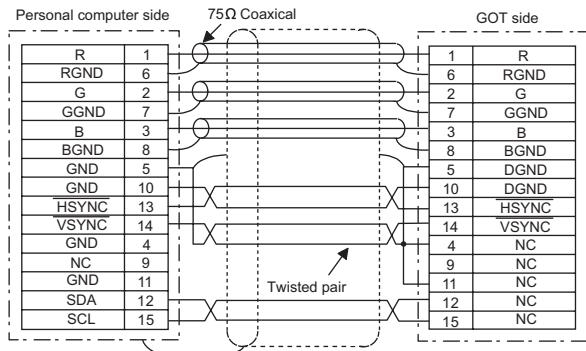 Personal computer side
75Ω Coaxical
GOT side
R 1
RGND 6
G 2
GGND 7
B 3
BGND 8
GND 5
GND 10
HSYNC 13
VSYNC 14
GND 4
NC 9
GND 11
SDA 12
SCL 15
1 R
6 RGND
2 G
7 GGND
3 B
8 BGND
5 DGND
10 DGND
13 HSYNC
14 VSYNC
4 NC
9 NC
11 NC
12 NC
15 NC
Twisted pair